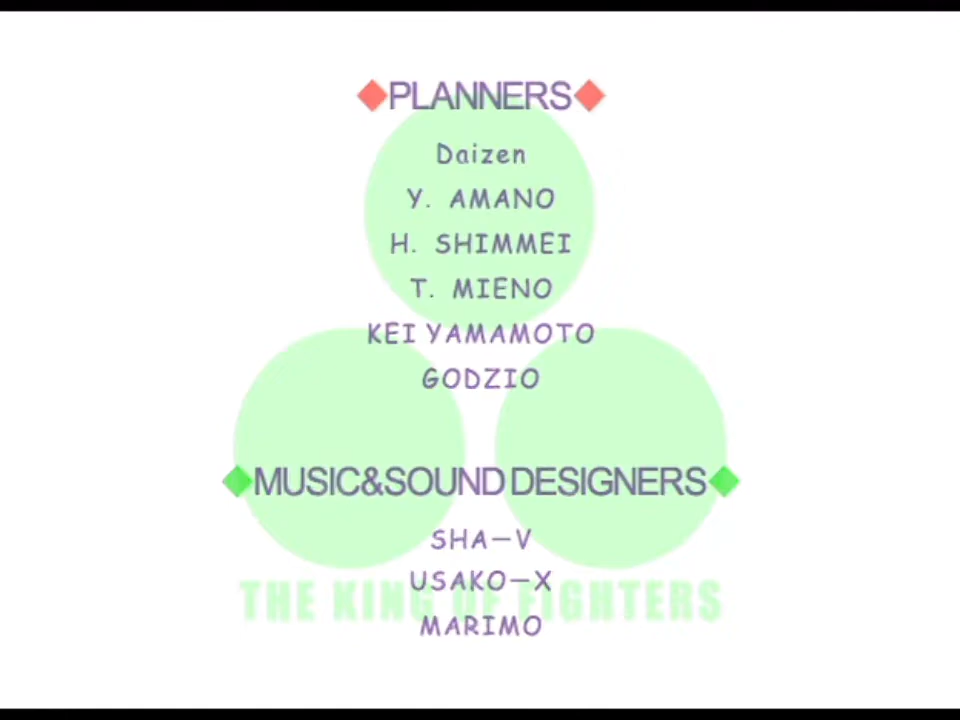 ◆PLANNERS◆
Daizen
Y. AMANO
H. SHIMMEI
T. MIENO
KEI YAMAMOTO
GODZIO
◆MUSIC&SOUND DESIGNERS◆
SHA−V
USAKO−X
THE KING OF FIGHTERS
MARIMO